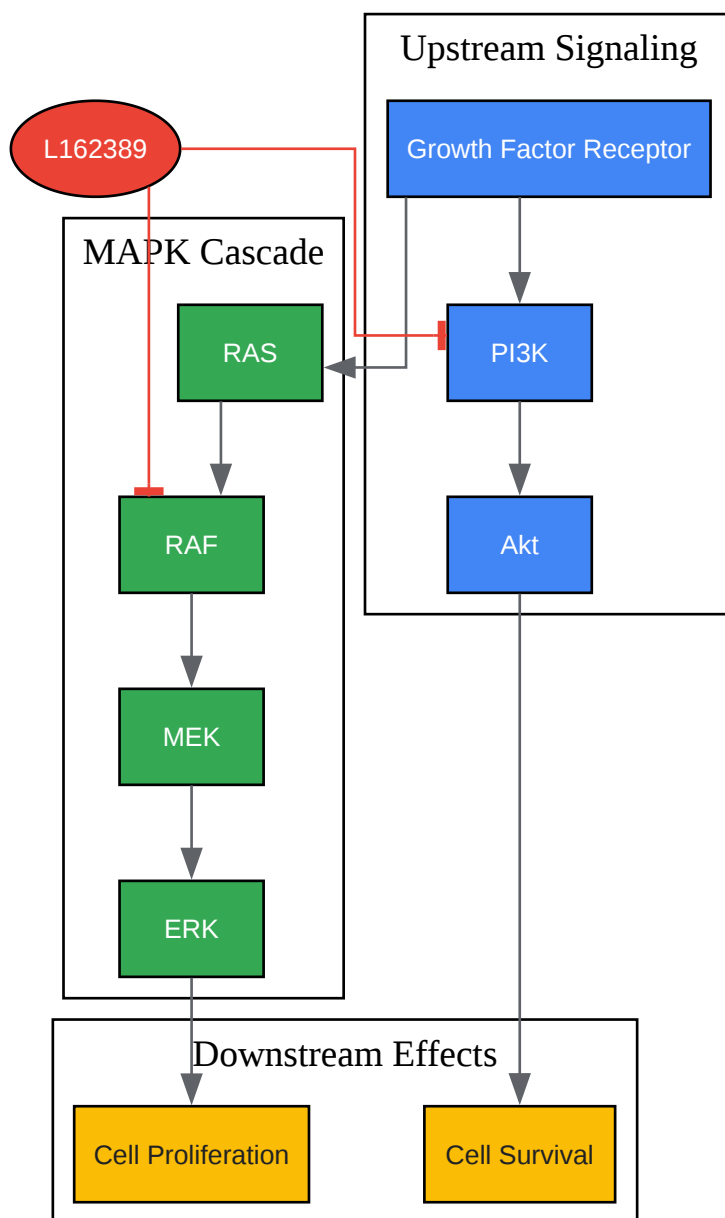 Upstream Signaling
L162389
Growth Factor Receptor
MAPK Cascade
RAS
PI3K
RAF
Akt
MEK
ERK
Downstream Effects
Cell Proliferation
Cell Survival